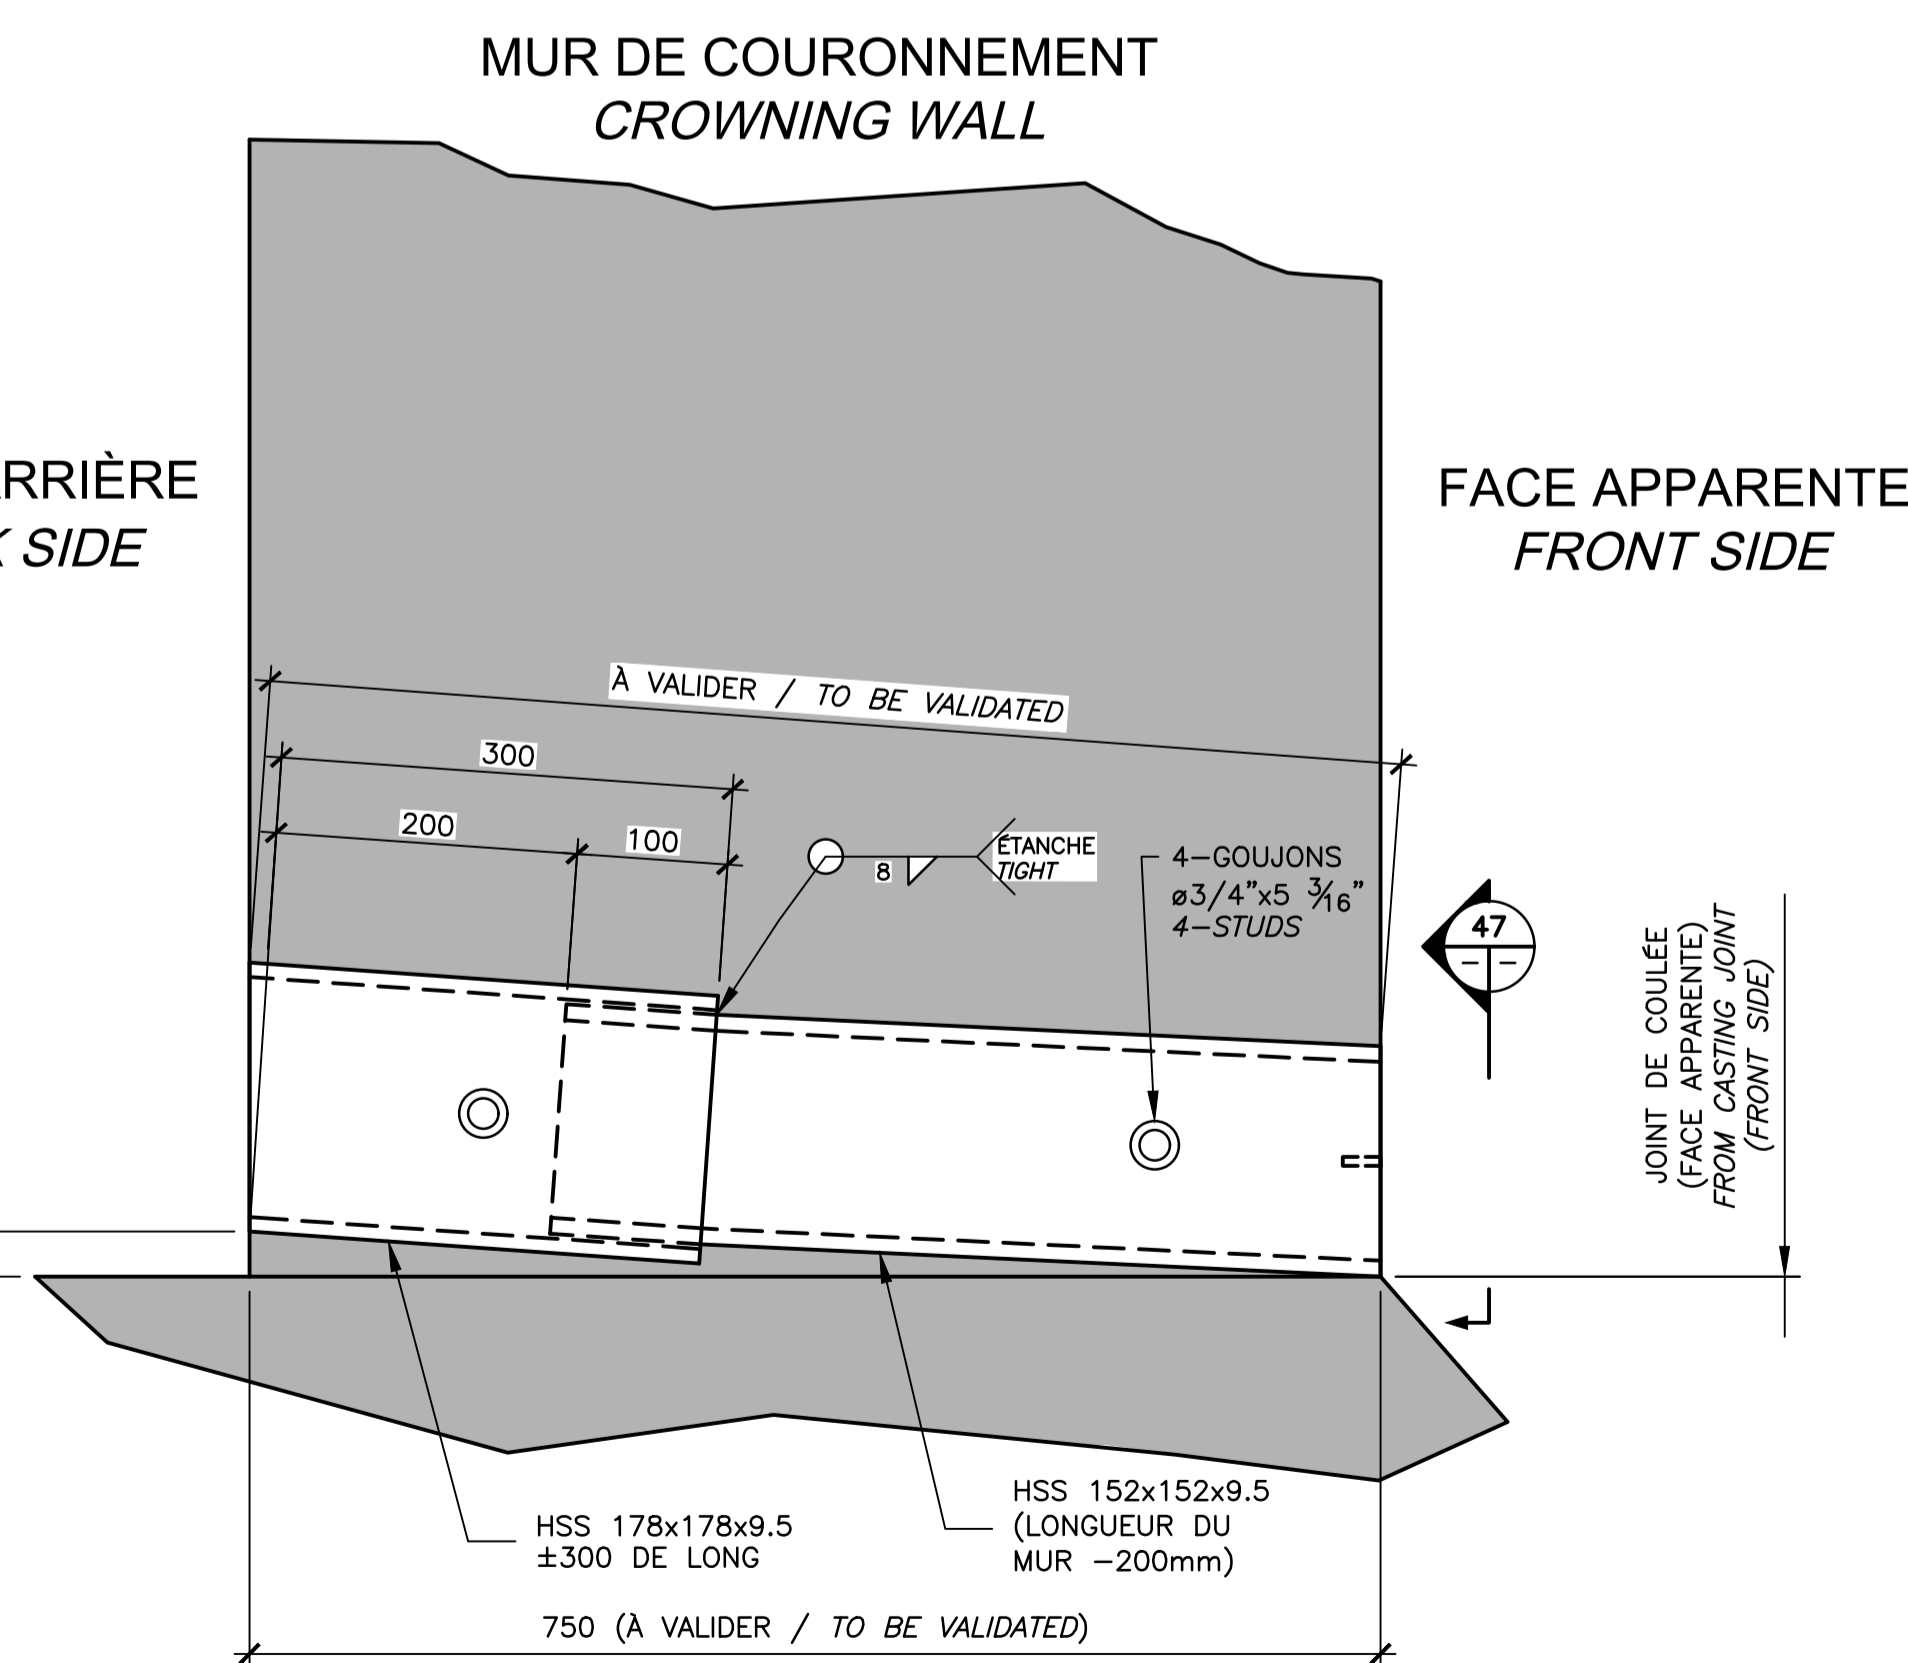 MUR DE COURONNEMENT
CROWNING WALL
RRIÈRE
SIDE
FACE APPARENTE
FRONT SIDE
À VALIDER / TO BE VALIDATED
300
200
100
8
ÉTANCHE
TIGHT
4-GOUJONS
ø3/4"x5 3/16"
4-STUDS
47
JOINT DE COULÉE
(FACE APPARENTE)
FROM CASTING JOINT
(FRONT SIDE)
HSS 178x178x9.5
±300 DE LONG
HSS 152x152x9.5
(LONGUEUR DU
MUR -200mm)
750 (À VALIDER / TO BE VALIDATED)